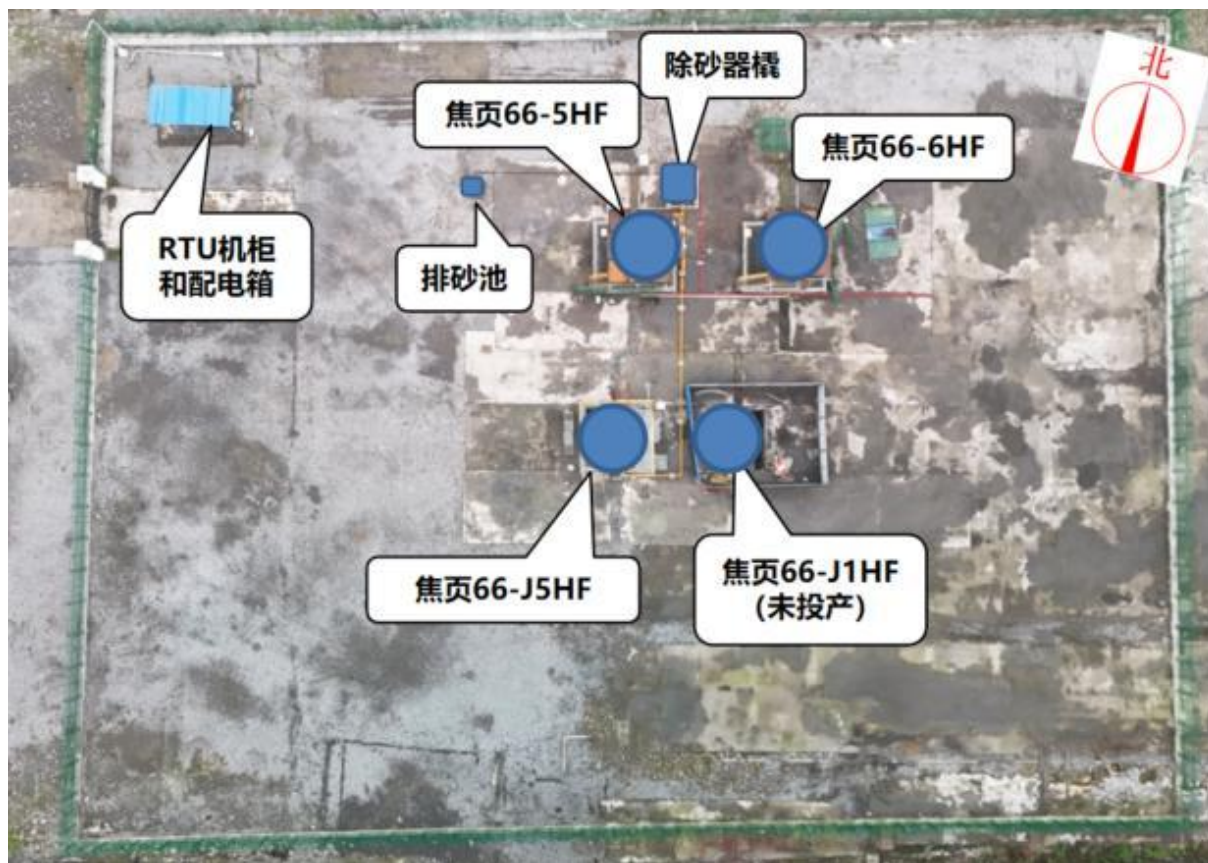 除砂器橇
北
焦页66-5HF
焦页66-6HF
RTU机柜
和配电箱
排砂池
焦页66-J5HF
焦页66-J1HF
（未投产）